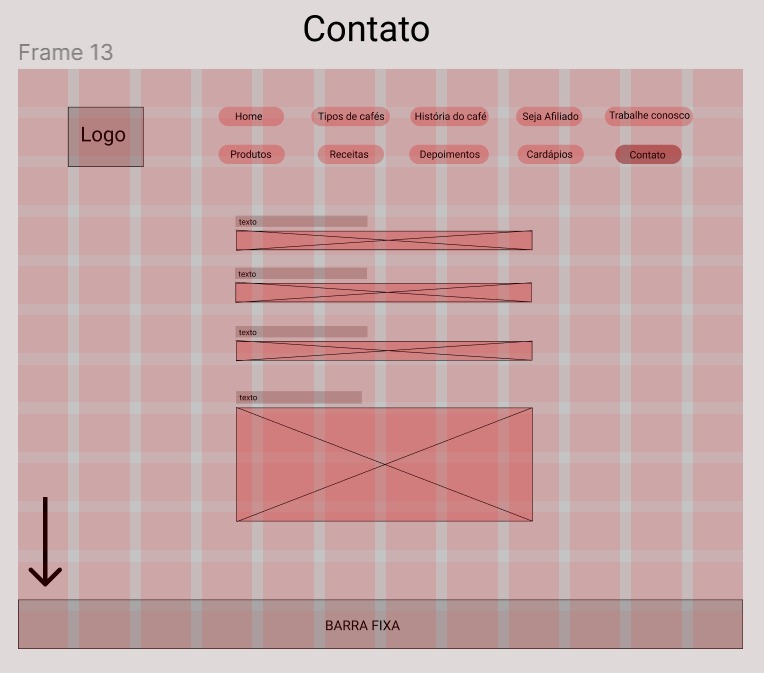 Contato
Frame 13
Logo
Home
Tipos de cafés
História do café
Seja Afiliado
Trabalhe conosco
Produtos
Receitas
Depoimentos
Cardápios
Contato
texto
texto
texto
texto
BARRA FIXA